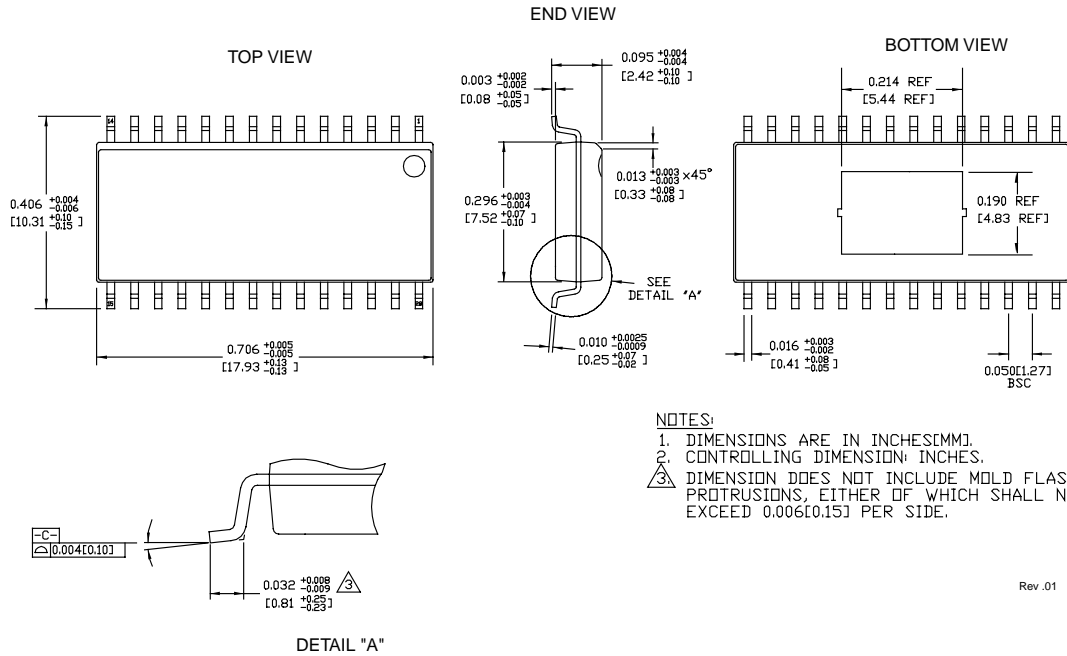 END VIEW
TOP VIEW
BOTTOM VIEW
0.095 +0.004 -0.004
[2.42 +0.10 -0.10]
0.003 +0.002 -0.002
[0.08 +0.05 -0.05]
0.214 REF
[5.44 REF]
14
1
0.406 +0.004 -0.006
[10.31 +0.10 -0.15]
0.296 +0.003 -0.004
[7.52 +0.07 -0.10]
0.013 +0.003 -0.003 ×45°
[0.33 +0.08 -0.08]
0.190 REF
[4.83 REF]
15
28
SEE
DETAIL "A"
0.706 +0.005 -0.005
[17.93 +0.13 -0.13]
0.010 +0.0025 -0.0009
[0.25 +0.07 -0.02]
0.016 +0.003 -0.002
[0.41 +0.08 -0.05]
0.050[1.27]
BSC
NOTES:
1. DIMENSIONS ARE IN INCHES[MM].
2. CONTROLLING DIMENSION: INCHES.
3. DIMENSION DOES NOT INCLUDE MOLD FLAS
PROTRUSIONS, EITHER OF WHICH SHALL N
EXCEED 0.006[0.15] PER SIDE.
-C-
0.004[0.10]
0.032 +0.008 -0.009 3
[0.81 +0.25 -0.23]
Rev .01
DETAIL "A"